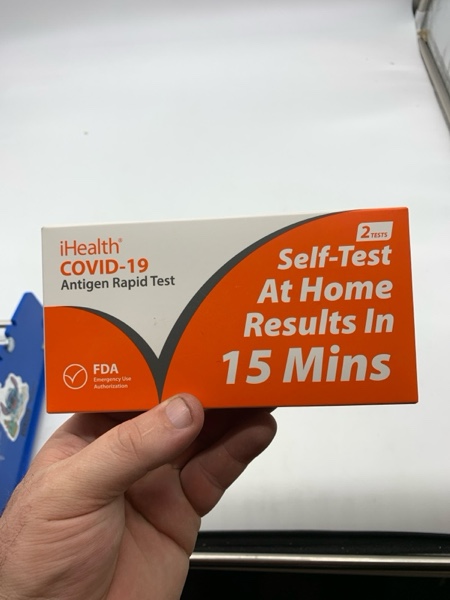 iHealth®
COVID-19
Antigen Rapid Test
FDA
Emergency Use
Authorization
2 TESTS
Self-Test
At Home
Results In
15 Mins